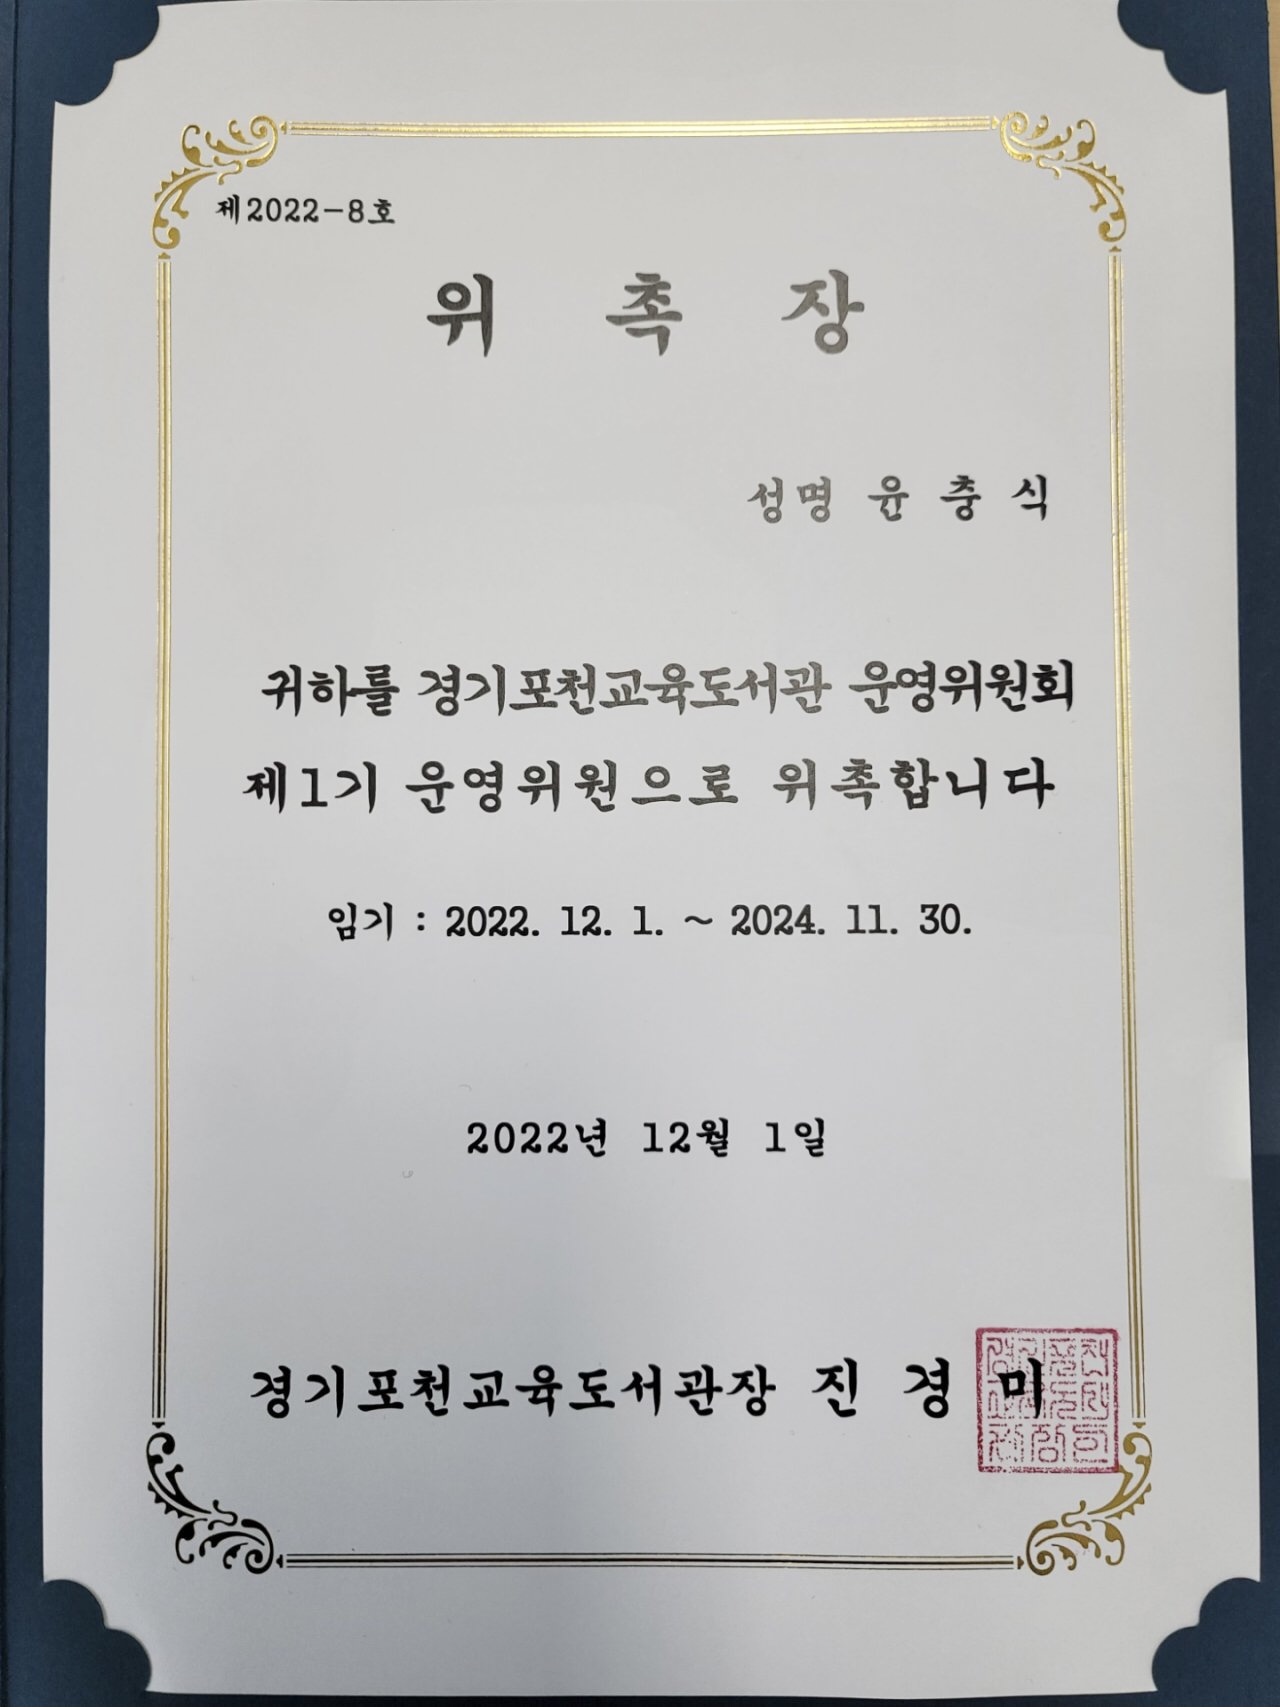 제2022-8호
위 촉 장
성명 윤 충 식
귀하를 경기포천교육도서관 운영위원회
제1기 운영위원으로 위촉합니다
임기 : 2022. 12. 1. ~ 2024. 11. 30.
2022년 12월 1일
경기포천교육도서관장 진 경 미